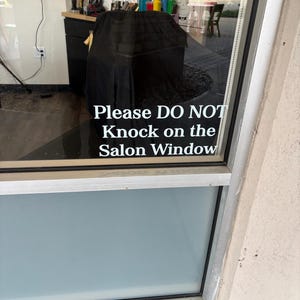 Please DO NOT
Knock on the
Salon Window